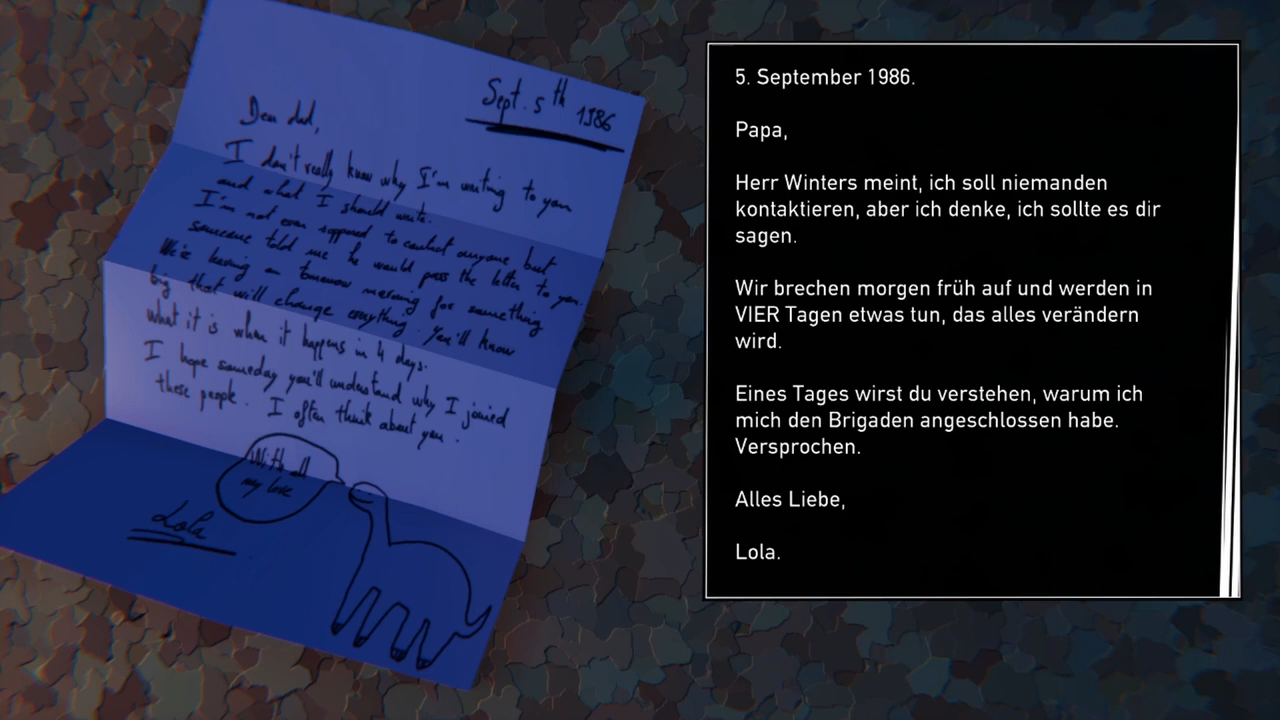 Sept. 5th 1986
Dear dad,
I don't really know why I'm writing to you
and what I should write.
I'm not even supposed to contact anyone but
someone told me he would pass the letter to you.
We're leaving on tomorrow morning for something
big that will change everything. You'll know
what it is when it happens in 4 days.
I hope someday you'll understand why I joined
these people. I often think about you.
With all
my love
Lola
5. September 1986.
Papa,
Herr Winters meint, ich soll niemanden
kontaktieren, aber ich denke, ich sollte es dir
sagen.
Wir brechen morgen früh auf und werden in
VIER Tagen etwas tun, das alles verändern
wird.
Eines Tages wirst du verstehen, warum ich
mich den Brigaden angeschlossen habe.
Versprochen.
Alles Liebe,
Lola.